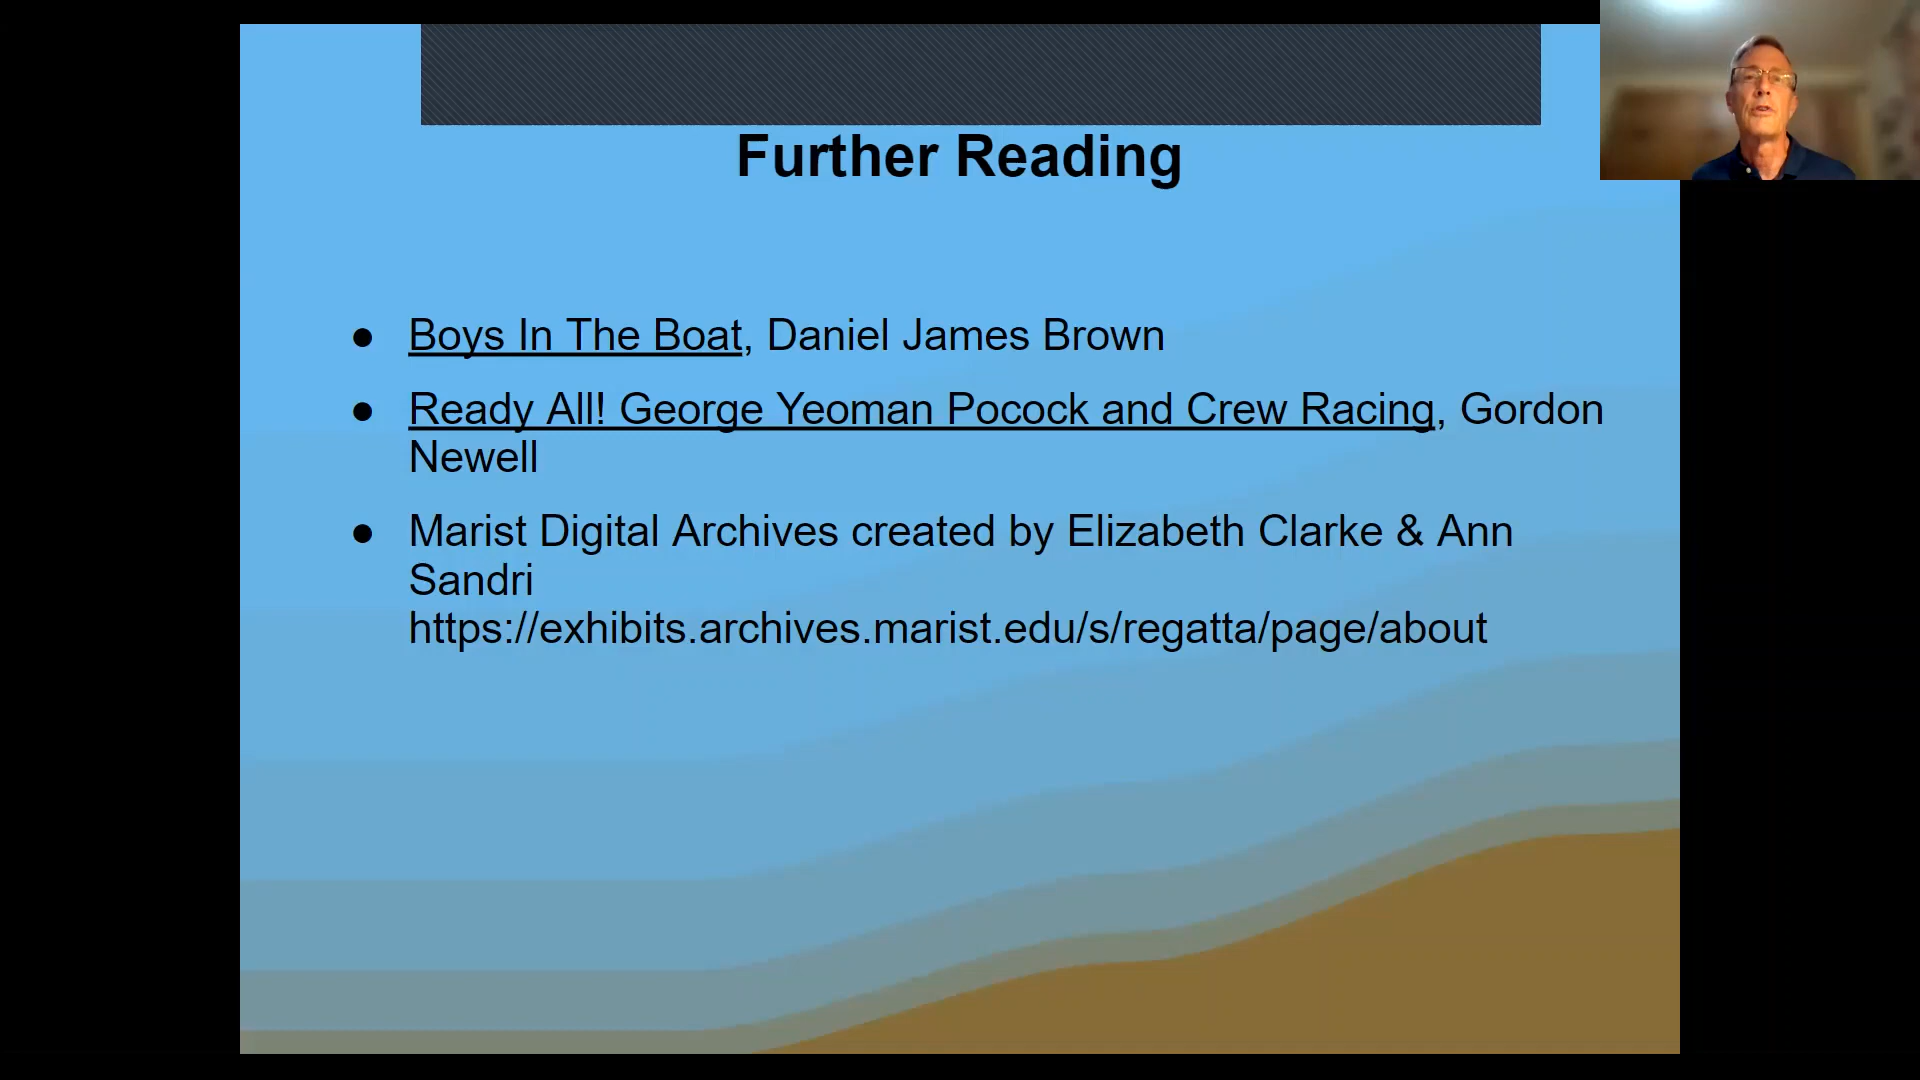 Further Reading
● Boys In The Boat, Daniel James Brown
● Ready All! George Yeoman Pocock and Crew Racing, Gordon
Newell
● Marist Digital Archives created by Elizabeth Clarke & Ann
Sandri
https://exhibits.archives.marist.edu/s/regatta/page/about